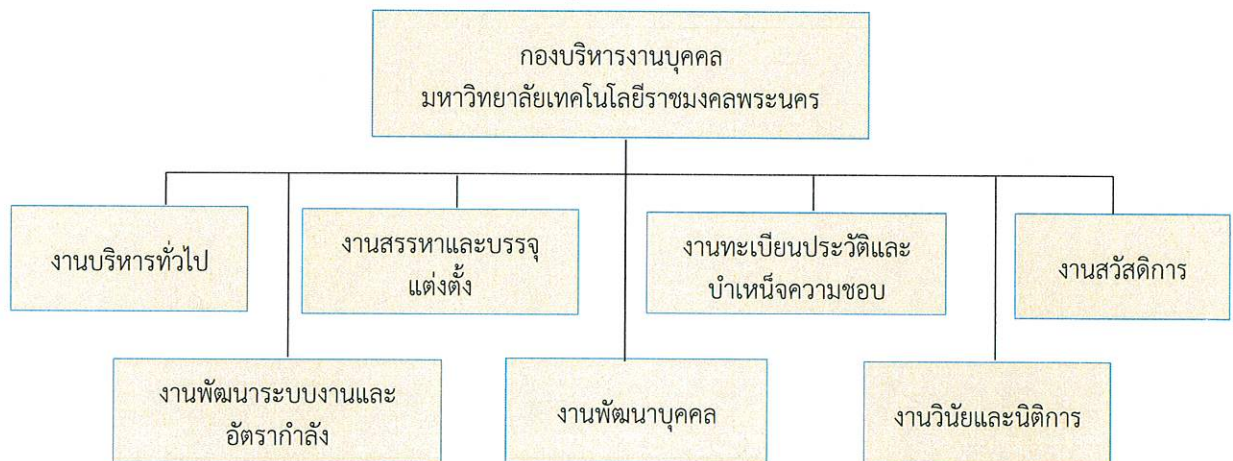 กองบริหารงานบุคคล
มหาวิทยาลัยเทคโนโลยีราชมงคลพระนคร
งานบริหารทั่วไป
งานสรรหาและบรรจุ
แต่งตั้ง
งานทะเบียนประวัติและ
บำเหน็จความชอบ
งานสวัสดิการ
งานพัฒนาระบบงานและ
อัตรากำลัง
งานพัฒนาบุคคล
งานวินัยและนิติการ